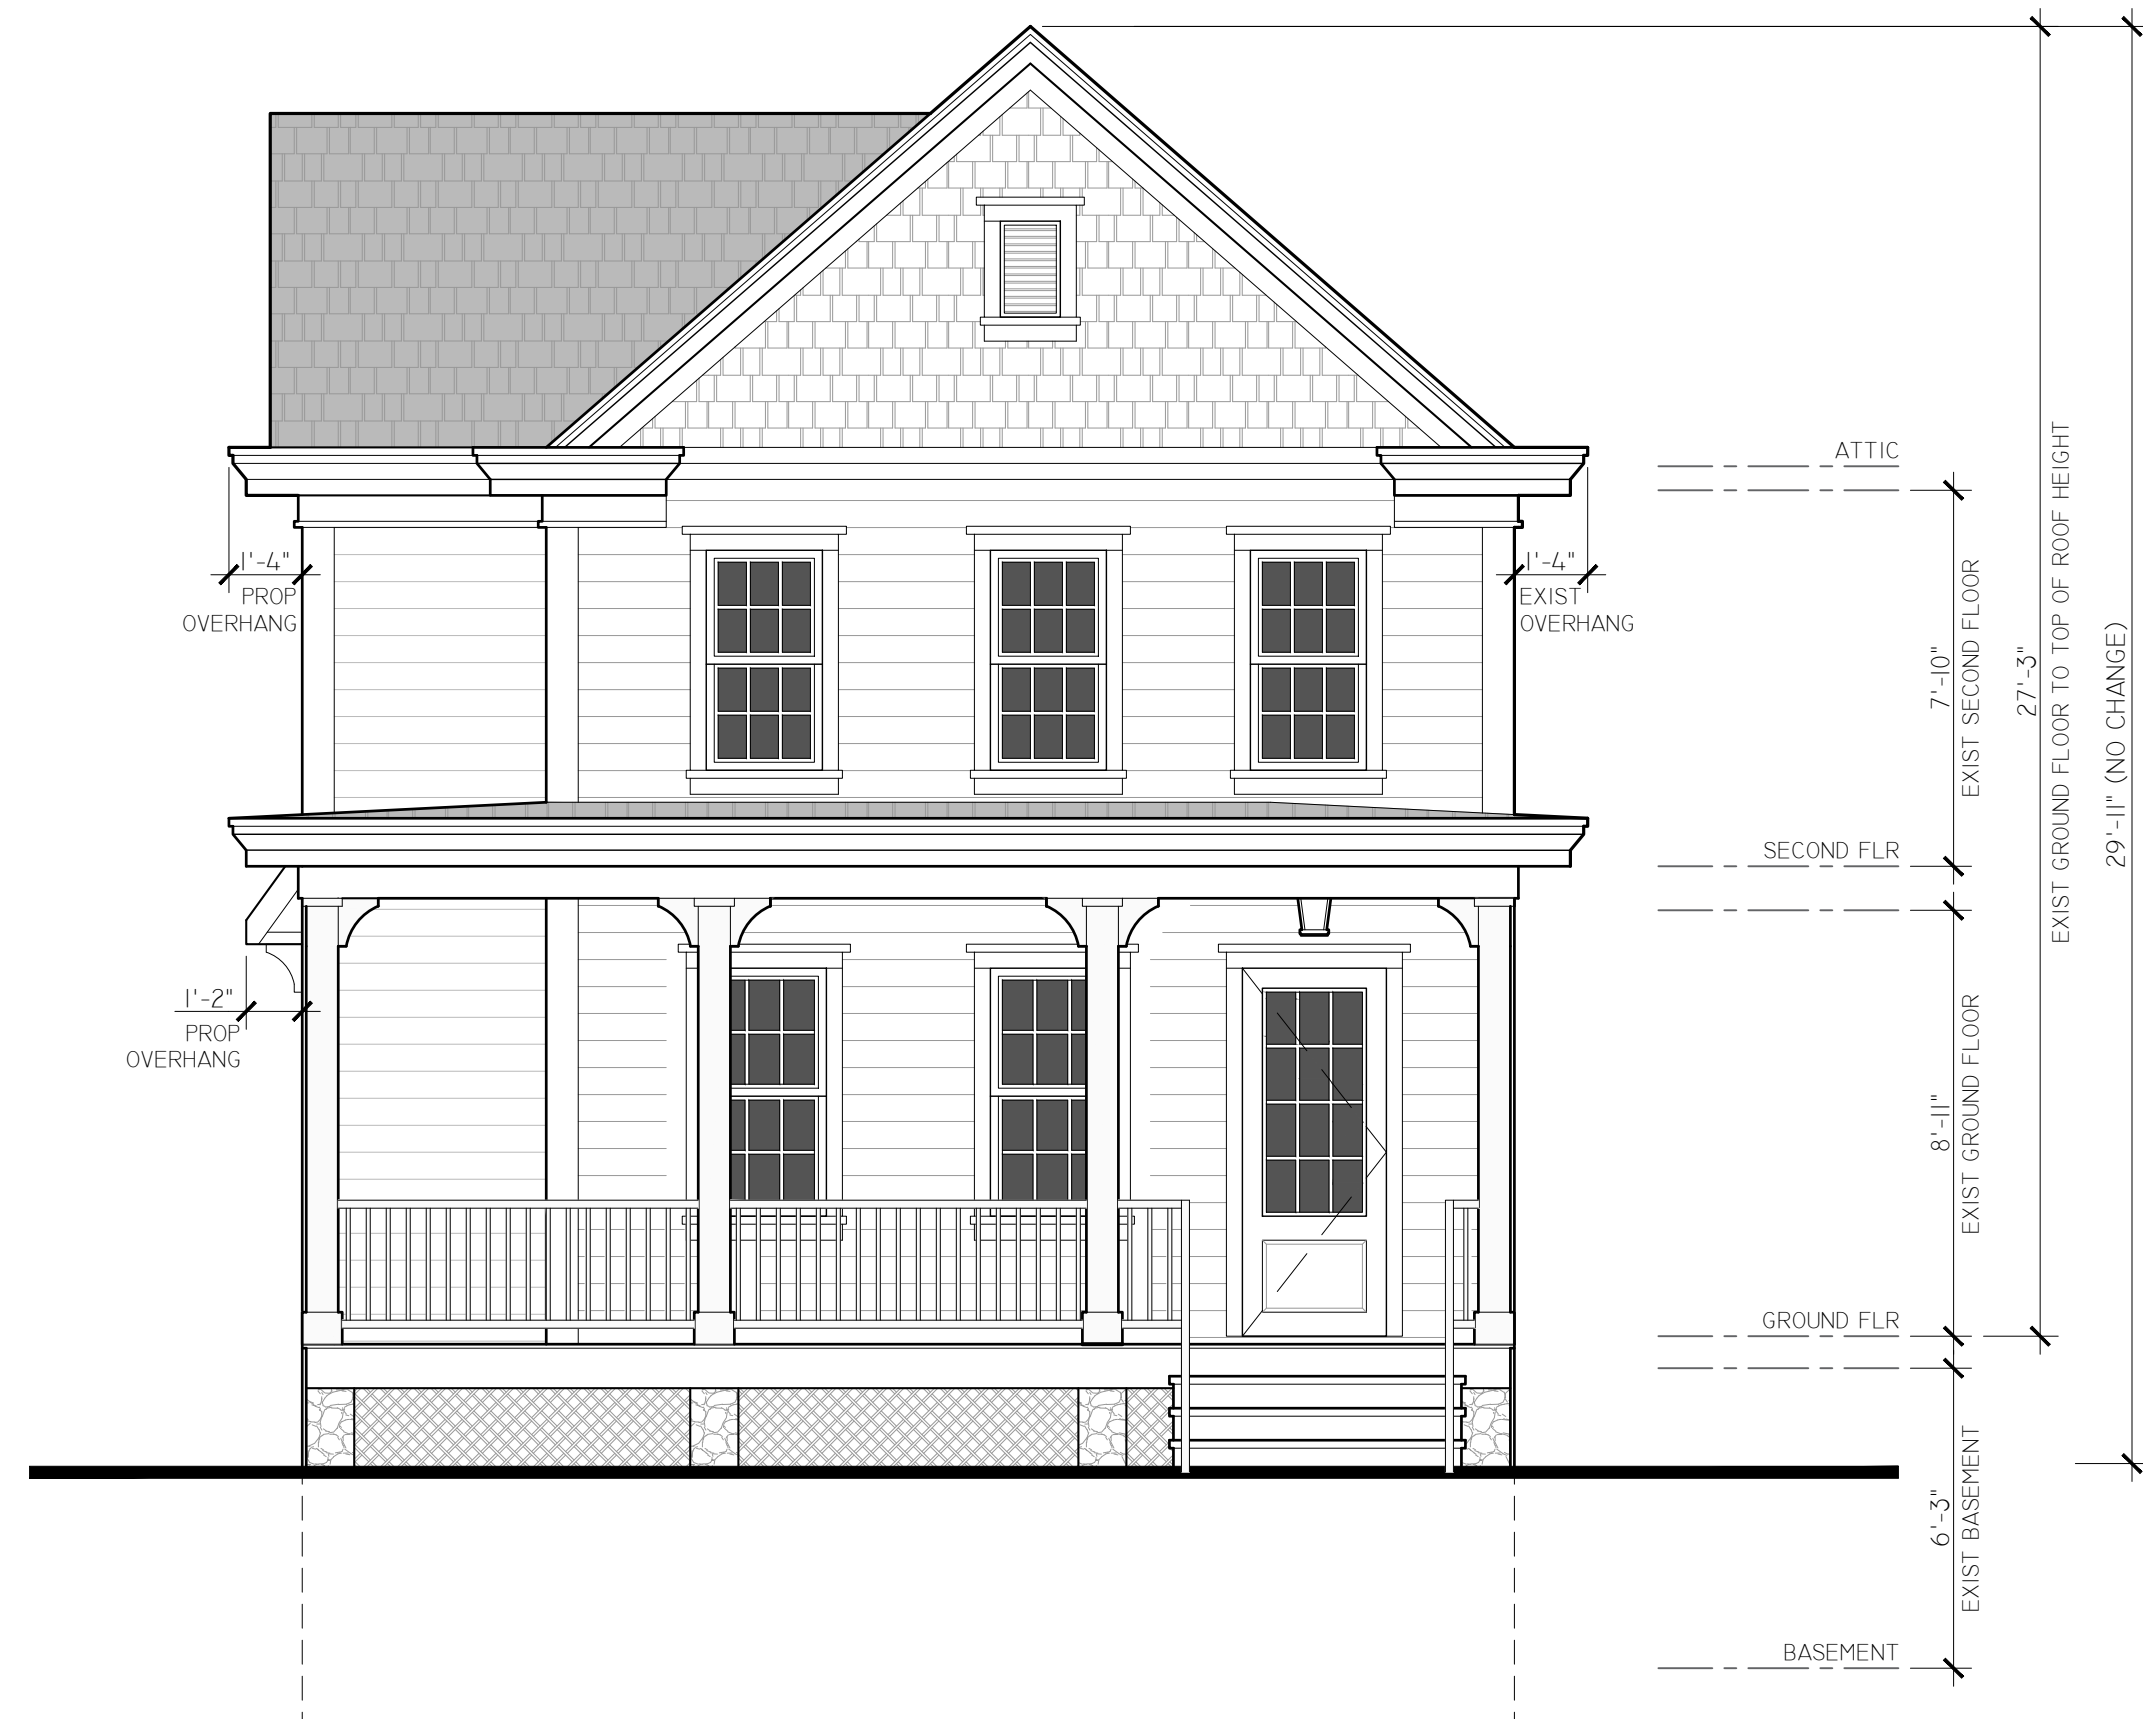 ATTIC
1'-4"
PROP
OVERHANG
1'-4"
EXIST
OVERHANG
7'-10"
EXIST SECOND FLOOR
27'-3"
EXIST GROUND FLOOR TO TOP OF ROOF HEIGHT
29'-11" (NO CHANGE)
SECOND FLR
1'-2"
PROP
OVERHANG
8'-11"
EXIST GROUND FLOOR
GROUND FLR
6'-3"
EXIST BASEMENT
BASEMENT